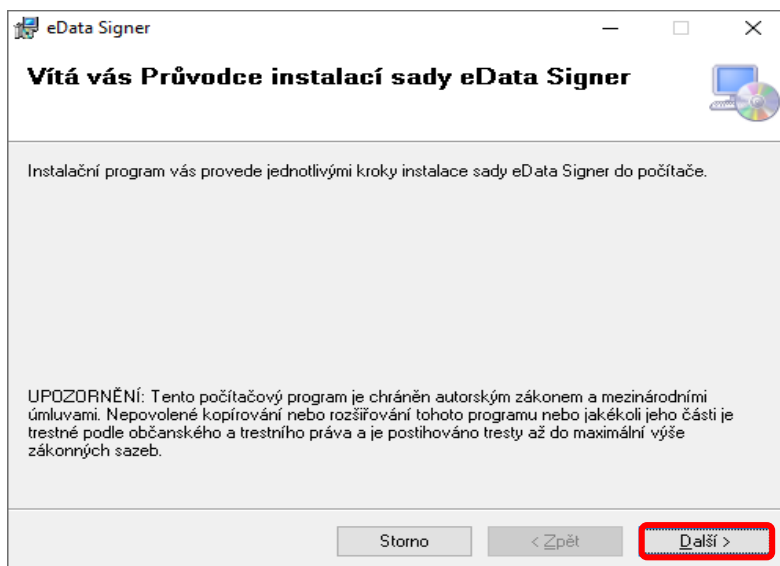 eData Signer
Vítá vás Průvodce instalací sady eData Signer
Instalační program vás provede jednotlivými kroky instalace sady eData Signer do počítače.
UPOZORNĚNÍ: Tento počítačový program je chráněn autorským zákonem a mezinárodními
úmluvami. Nepovolené kopírování nebo rozšiřování tohoto programu nebo jakékoli jeho části je
trestné podle občanského a trestního práva a je postihováno tresty až do maximální výše
zákonných sazeb.
Storno
< Zpět
Další >